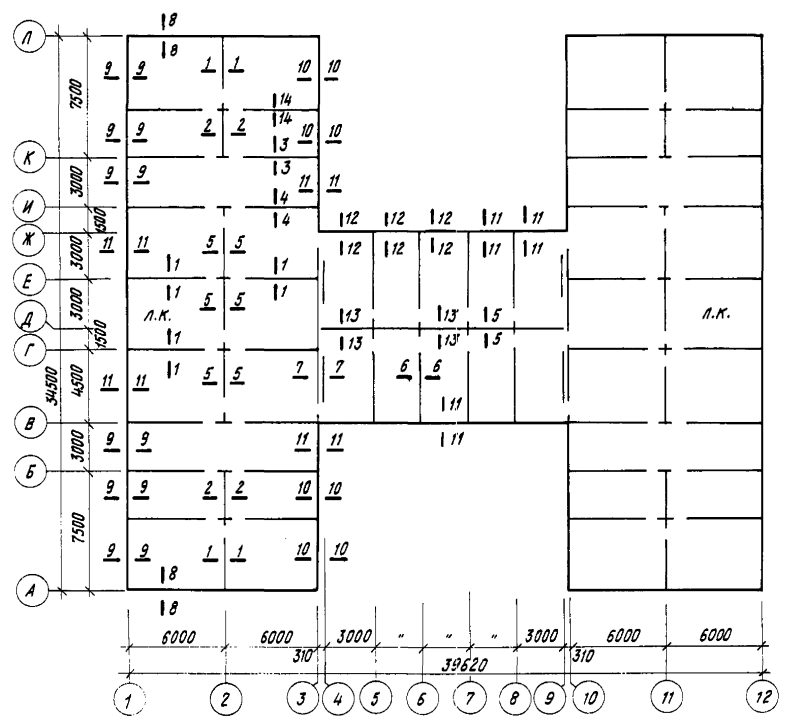 8
Л 8
9 9 1 1 10 10
7500
14
14
9 9 2 2 3 10 10
К
9 9 3 11 11
3000
4
И 4
1500 12 12 12 11 11
Ж
11 11 5 5 12 12 12 11 11
3000 1 1
Е
1 1
3000 л.к. 5 5 л.к.
Д 13 13 5
1500 1 13 13 5
Г
1
34500 4500 11 11 5 5 7 7 6 6
11
В
3000 9 9 11 11 11
Б
9 9 2 2 10 10
7500
9 9 1 1 10 10
8
А
8
6000 6000 3000 " " " 3000 6000 6000
310 310
39620
1 2 3 4 5 6 7 8 9 10 11 12